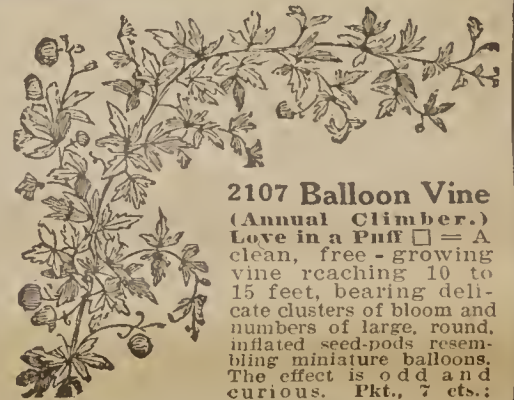 2107 Balloon Vine
(Annual Climber.)
Love in a Puff □ = A
clean, free-growing
vine reaching 10 to
15 feet, bearing deli-
cate clusters of bloom and
numbers of large, round,
inflated seed-pods resem-
bling miniature balloons.
The effect is odd and
curious. Pkt., 7 cts.;